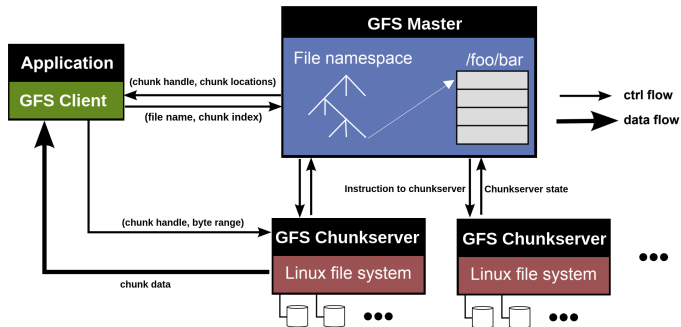 GFS Master
Application
GFS Client
File namespace
/foo/bar
(chunk handle, chunk locations)
(file name, chunk index)
ctrl flow
data flow
Instruction to chunkserver
Chunkserver state
(chunk handle, byte range)
GFS Chunkserver
Linux file system
GFS Chunkserver
Linux file system
chunk data